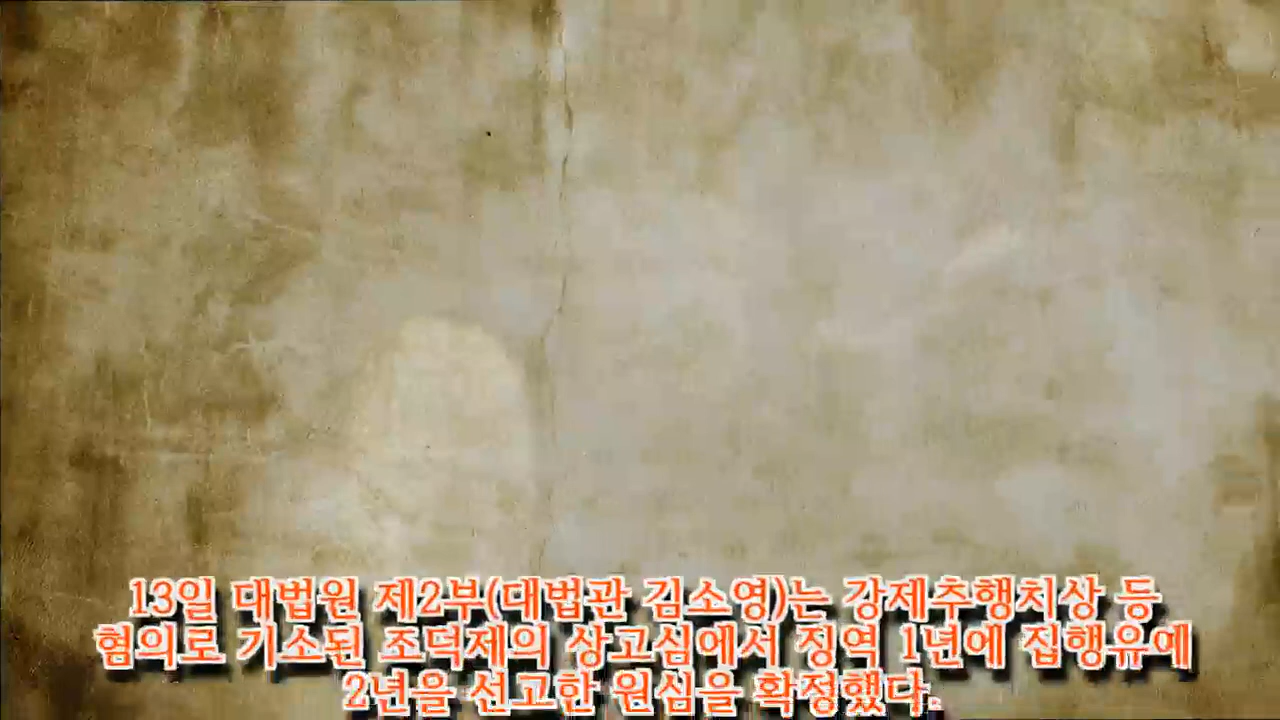 13일 대법원 제2부(대법관 김소영)는 강제추행치상 등
혐의로 기소된 조덕제의 상고심에서 징역 1년에 집행유예
2년을 선고한 원심을 확정했다.